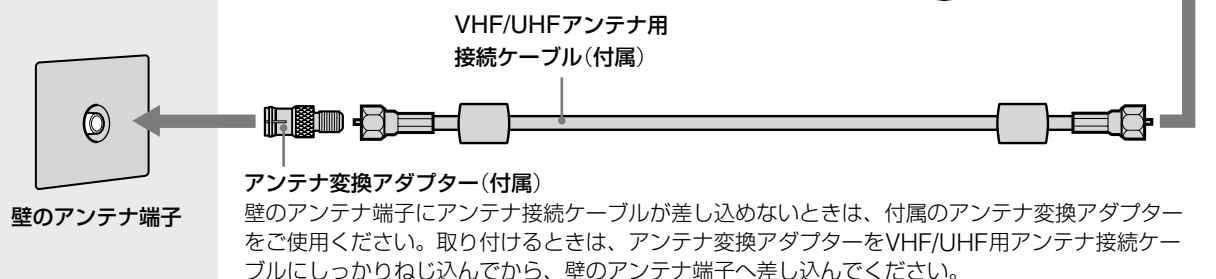 VHF/UHFアンテナ用
接続ケーブル（付属）
アンテナ変換アダプター（付属）
壁のアンテナ端子
壁のアンテナ端子にアンテナ接続ケーブルが差し込めないときは、付属のアンテナ変換アダプター
をご使用ください。取り付けるときは、アンテナ変換アダプターをVHF/UHF用アンテナ接続ケー
ブルにしっかりねじ込んでから、壁のアンテナ端子へ差し込んでください。